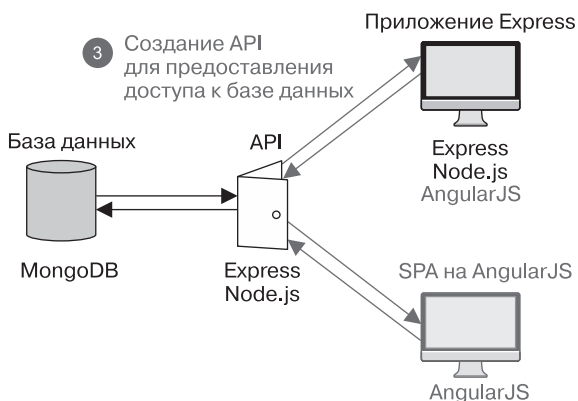 Приложение Express
3 Создание API
для предоставления
доступа к базе данных
База данных
API
Express
Node.js
AngularJS
MongoDB
Express
Node.js
SPA на AngularJS
AngularJS